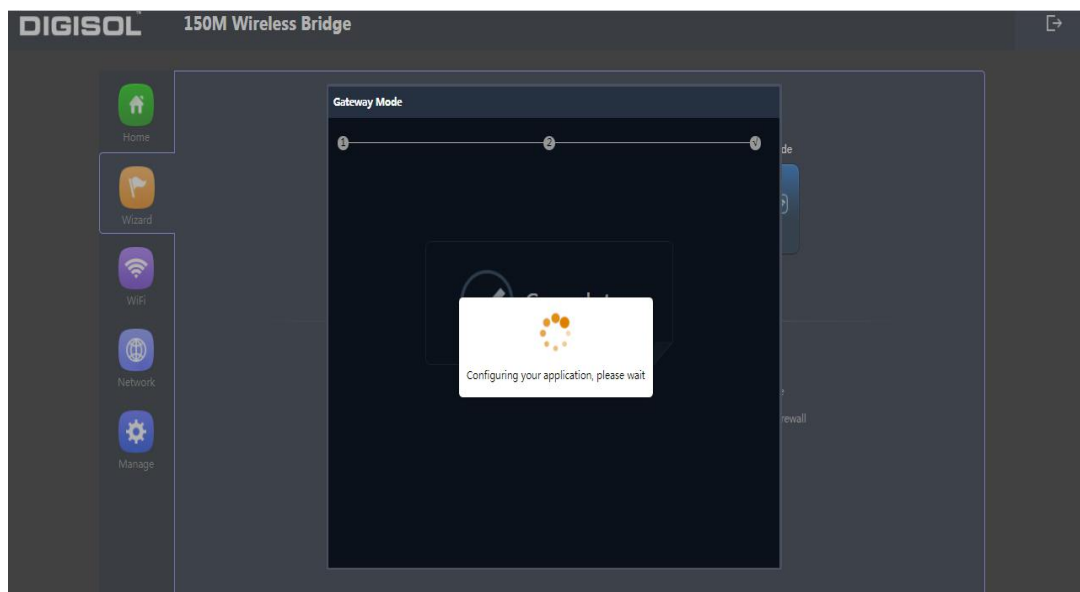 DIGISOL 150M Wireless Bridge
Gateway Mode
Home
1 2 √
de
Wizard
WiFi
Configuring your application, please wait
Network
rewall
Manage